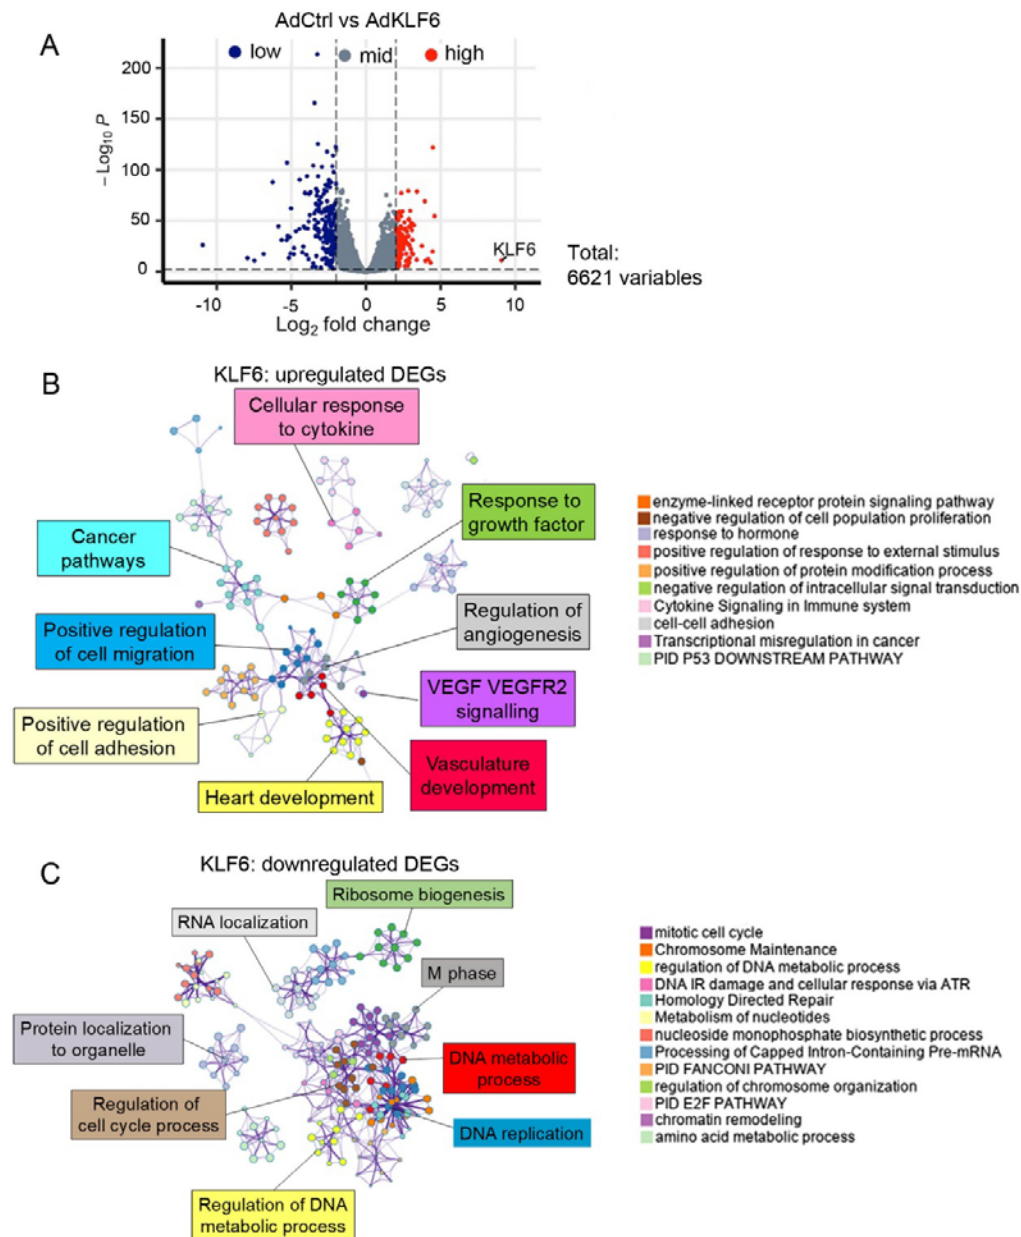 A
AdCtrl vs AdKLF6
low
mid
high
200
150
100
50
0
− Log10 P
-10
-5
0
5
10
Log2 fold change
KLF6
Total:
6621 variables
B
KLF6: upregulated DEGs
Cellular response
to cytokine
Response to
growth factor
Cancer
pathways
Positive regulation
of cell migration
Regulation of
angiogenesis
VEGF VEGFR2
signalling
Positive regulation
of cell adhesion
Vasculature
development
Heart development
enzyme-linked receptor protein signaling pathway
negative regulation of cell population proliferation
response to hormone
positive regulation of response to external stimulus
positive regulation of protein modification process
negative regulation of intracellular signal transduction
Cytokine Signaling in Immune system
cell-cell adhesion
Transcriptional misregulation in cancer
PID P53 DOWNSTREAM PATHWAY
C
KLF6: downregulated DEGs
Ribosome biogenesis
RNA localization
M phase
Protein localization
to organelle
DNA metabolic
process
Regulation of
cell cycle process
DNA replication
Regulation of DNA
metabolic process
mitotic cell cycle
Chromosome Maintenance
regulation of DNA metabolic process
DNA IR damage and cellular response via ATR
Homology Directed Repair
Metabolism of nucleotides
nucleoside monophosphate biosynthetic process
Processing of Capped Intron-Containing Pre-mRNA
PID FANCONI PATHWAY
regulation of chromosome organization
PID E2F PATHWAY
chromatin remodeling
amino acid metabolic process